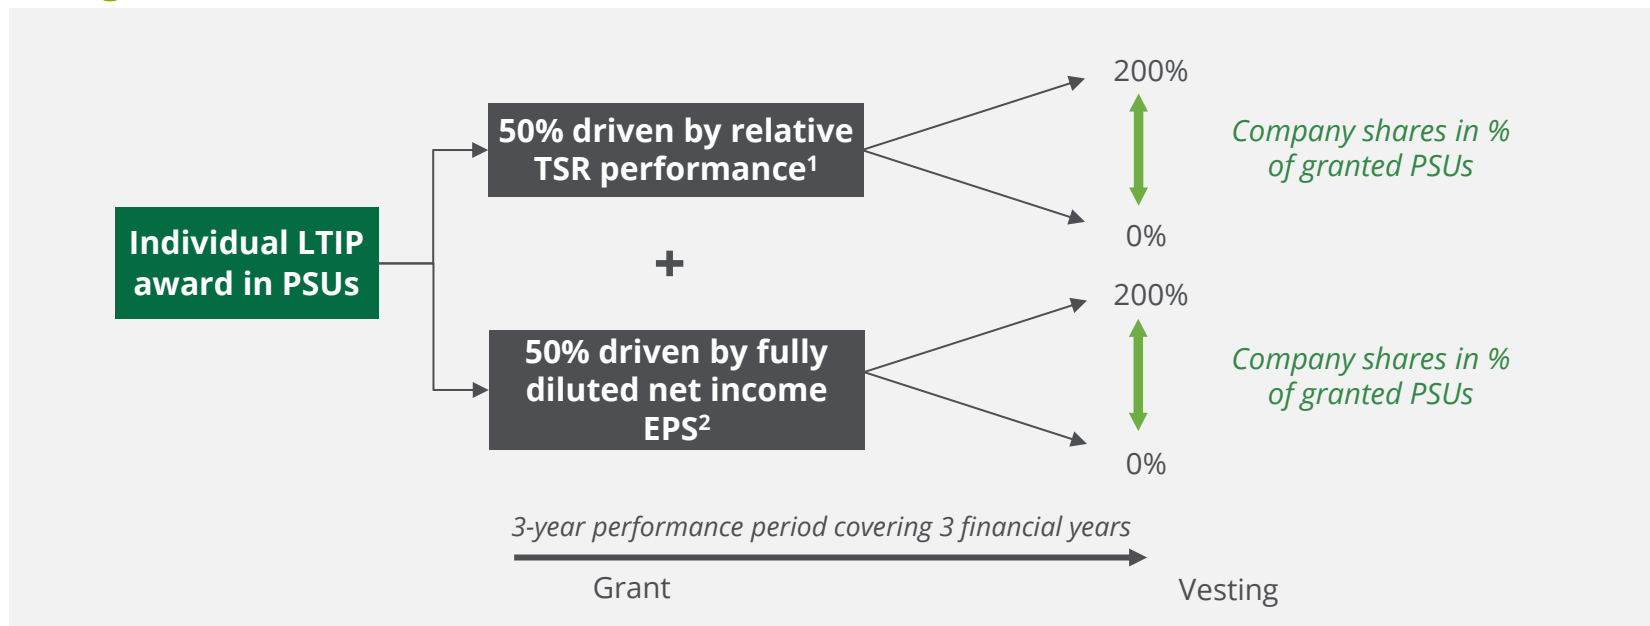 Individual LTIP
award in PSUs
50% driven by relative
TSR performance¹
+
50% driven by fully
diluted net income
EPS²
200%
0%
Company shares in %
of granted PSUs
200%
0%
Company shares in %
of granted PSUs
3-year performance period covering 3 financial years
Grant
Vesting